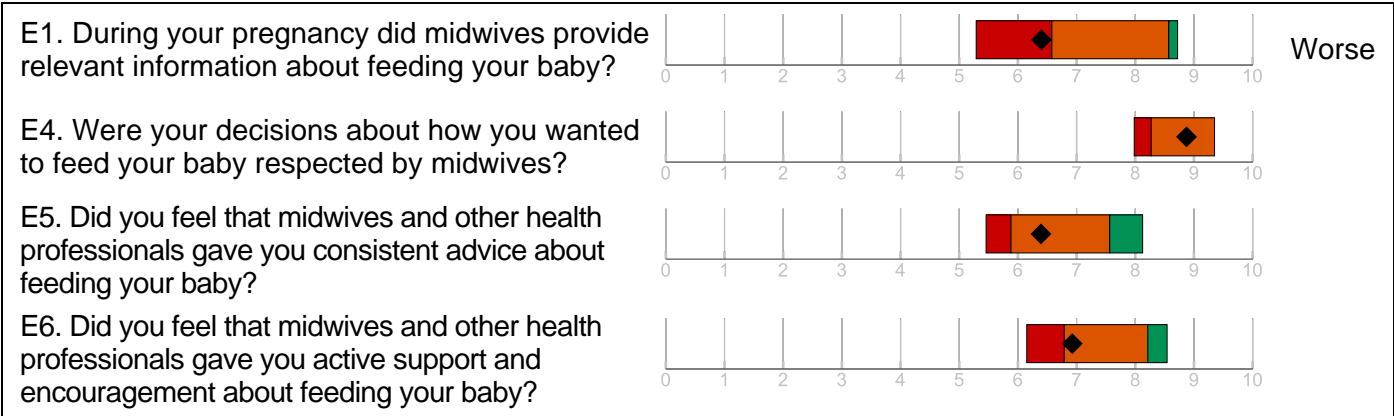 E1. During your pregnancy did midwives provide
relevant information about feeding your baby?
Worse
0 1 2 3 4 5 6 7 8 9 10
E4. Were your decisions about how you wanted
to feed your baby respected by midwives?
0 1 2 3 4 5 6 7 8 9 10
E5. Did you feel that midwives and other health
professionals gave you consistent advice about
feeding your baby?
0 1 2 3 4 5 6 7 8 9 10
E6. Did you feel that midwives and other health
professionals gave you active support and
encouragement about feeding your baby?
0 1 2 3 4 5 6 7 8 9 10